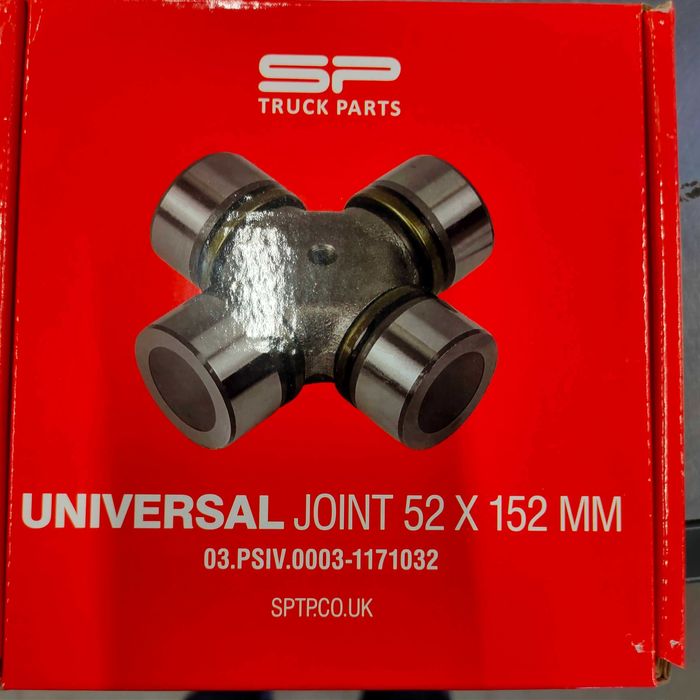 SP
TRUCK PARTS
UNIVERSAL JOINT 52 X 152 MM
03.PSIV.0003-1171032
SPTP.CO.UK